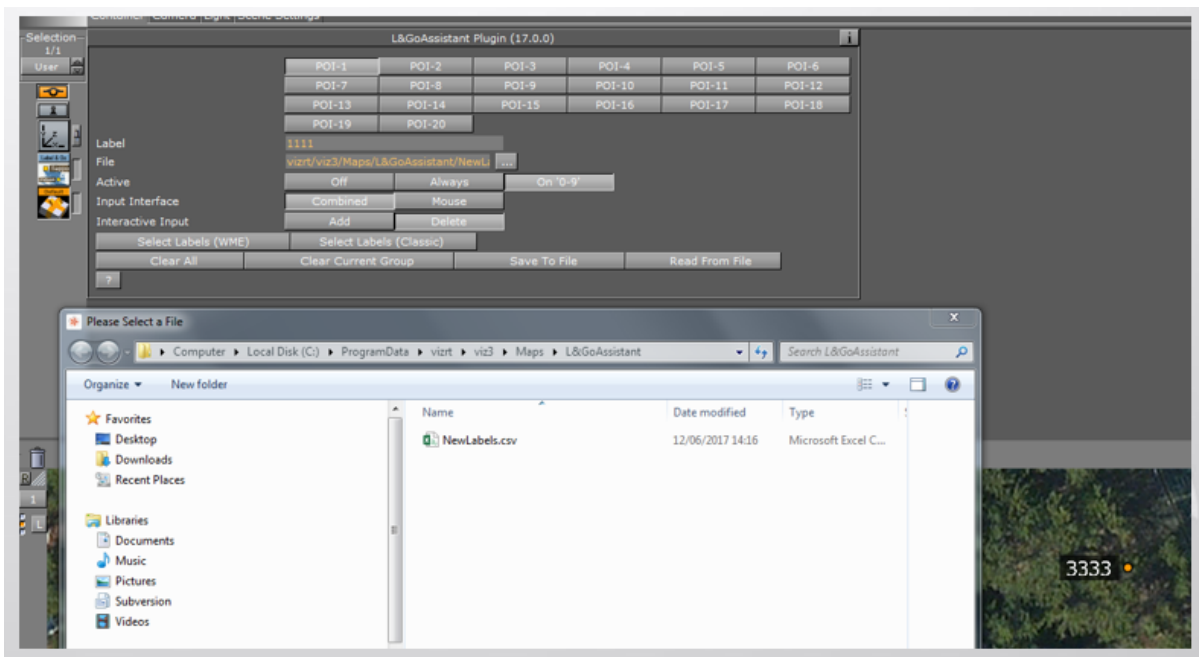 Container Camera Light Scene Settings
Selection
1/1
User
L&GoAssistant Plugin (17.0.0)
i
POI-1 POI-2 POI-3 POI-4 POI-5 POI-6
POI-7 POI-8 POI-9 POI-10 POI-11 POI-12
POI-13 POI-14 POI-15 POI-16 POI-17 POI-18
POI-19 POI-20
Label 1111
File vizrt/viz3/Maps/L&GoAssistant/NewLi ...
Active Off Always On '0-9'
Input Interface Combined Mouse
Interactive Input Add Delete
Select Labels (WME) Select Labels (Classic)
Clear All Clear Current Group Save To File Read From File
?
Please Select a File
x
Computer Local Disk (C:) ProgramData vizrt viz3 Maps L&GoAssistant Search L&GoAssistant
Organize New folder
Favorites
Desktop
Downloads
Recent Places
Libraries
Documents
Music
Pictures
Subversion
Videos
Name Date modified Type
NewLabels.csv 12/06/2017 14:16 Microsoft Excel C...
R
1
L
3333